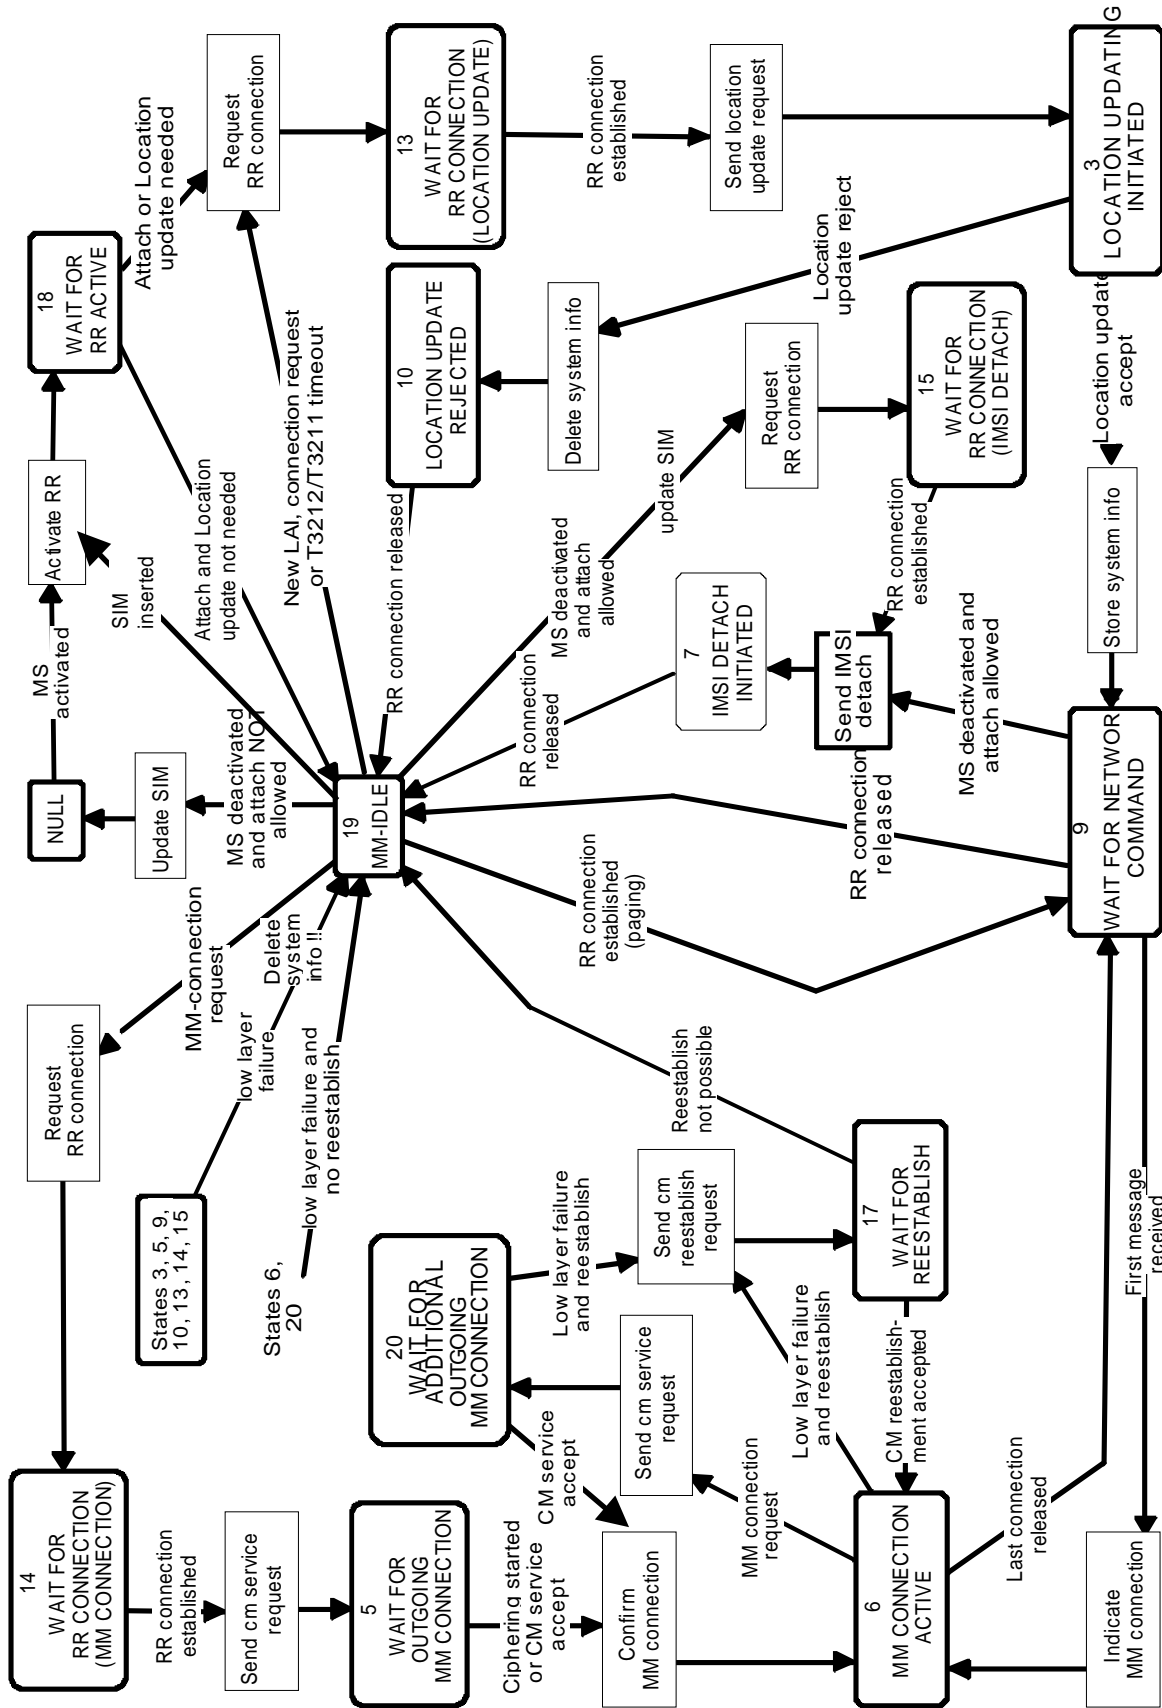 14
WAIT FOR
RR CONNECTION
(MM CONNECTION)
Request
RR connection
MM-connection
request
NULL
Update SIM
MS
activated
Activate RR
SIM
inserted
18
WAIT FOR
RR ACTIVE
Attach or Location
update needed
Request
RR connection
RR connection
established
Send cm service
request
States 3, 5, 9,
10, 13, 14, 15
low layer
failure
Delete
system
info !!
MS deactivated
and attach NOT
allowed
Attach and Location
update not needed
New LAI, connection request
or T3212/T3211 timeout
5
WAIT FOR
OUTGOING
MM CONNECTION
States 6,
20
low layer failure and
no reestablish
19
MM-IDLE
RR connection released
10
LOCATION UPDATE
REJECTED
13
WAIT FOR
RR CONNECTION
(LOCATION UPDATE)
20
WAIT FOR
ADDITIONAL
OUTGOING
MM CONNECTION
Ciphering started
or CM service
accept
CM service
accept
Low layer failure
and reestablish
RR connection
established
(paging)
RR connection
released
MS deactivated
and attach
allowed
Delete system info
RR connection
established
Confirm
MM connection
Send cm service
request
Send cm
reestablish
request
Reestablish
not possible
update SIM
7
IMSI DETACH
INITIATED
Send location
update request
MM connection
request
Low layer failure
and reestablish
Request
RR connection
Location
update reject
Send IMSI
detach
RR connection
released
6
MM CONNECTION
ACTIVE
CM reestablish-
ment accepted
17
WAIT FOR
REESTABLISH
RR connection
established
15
WAIT FOR
RR CONNECTION
(IMSI DETACH)
MS deactivated and
attach allowed
Last connection
released
9
WAIT FOR NETWORK
COMMAND
Store system info
Location update
accept
3
LOCATION UPDATING
INITIATED
Indicate
MM connection
First message
received